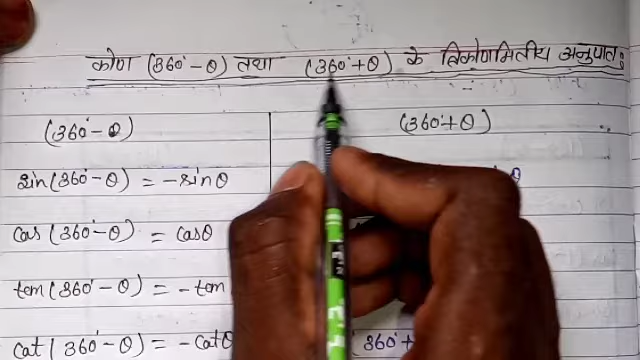 कोण (360° - θ) तथा (360° + θ) के त्रिकोणमितीय अनुपात:
(360° - θ)
(360° + θ)
sin(360° - θ) = -sinθ
θ
cos(360° - θ) = cosθ
tan(360° - θ) = -tan
cot(360° - θ) = -cotθ
(360° +